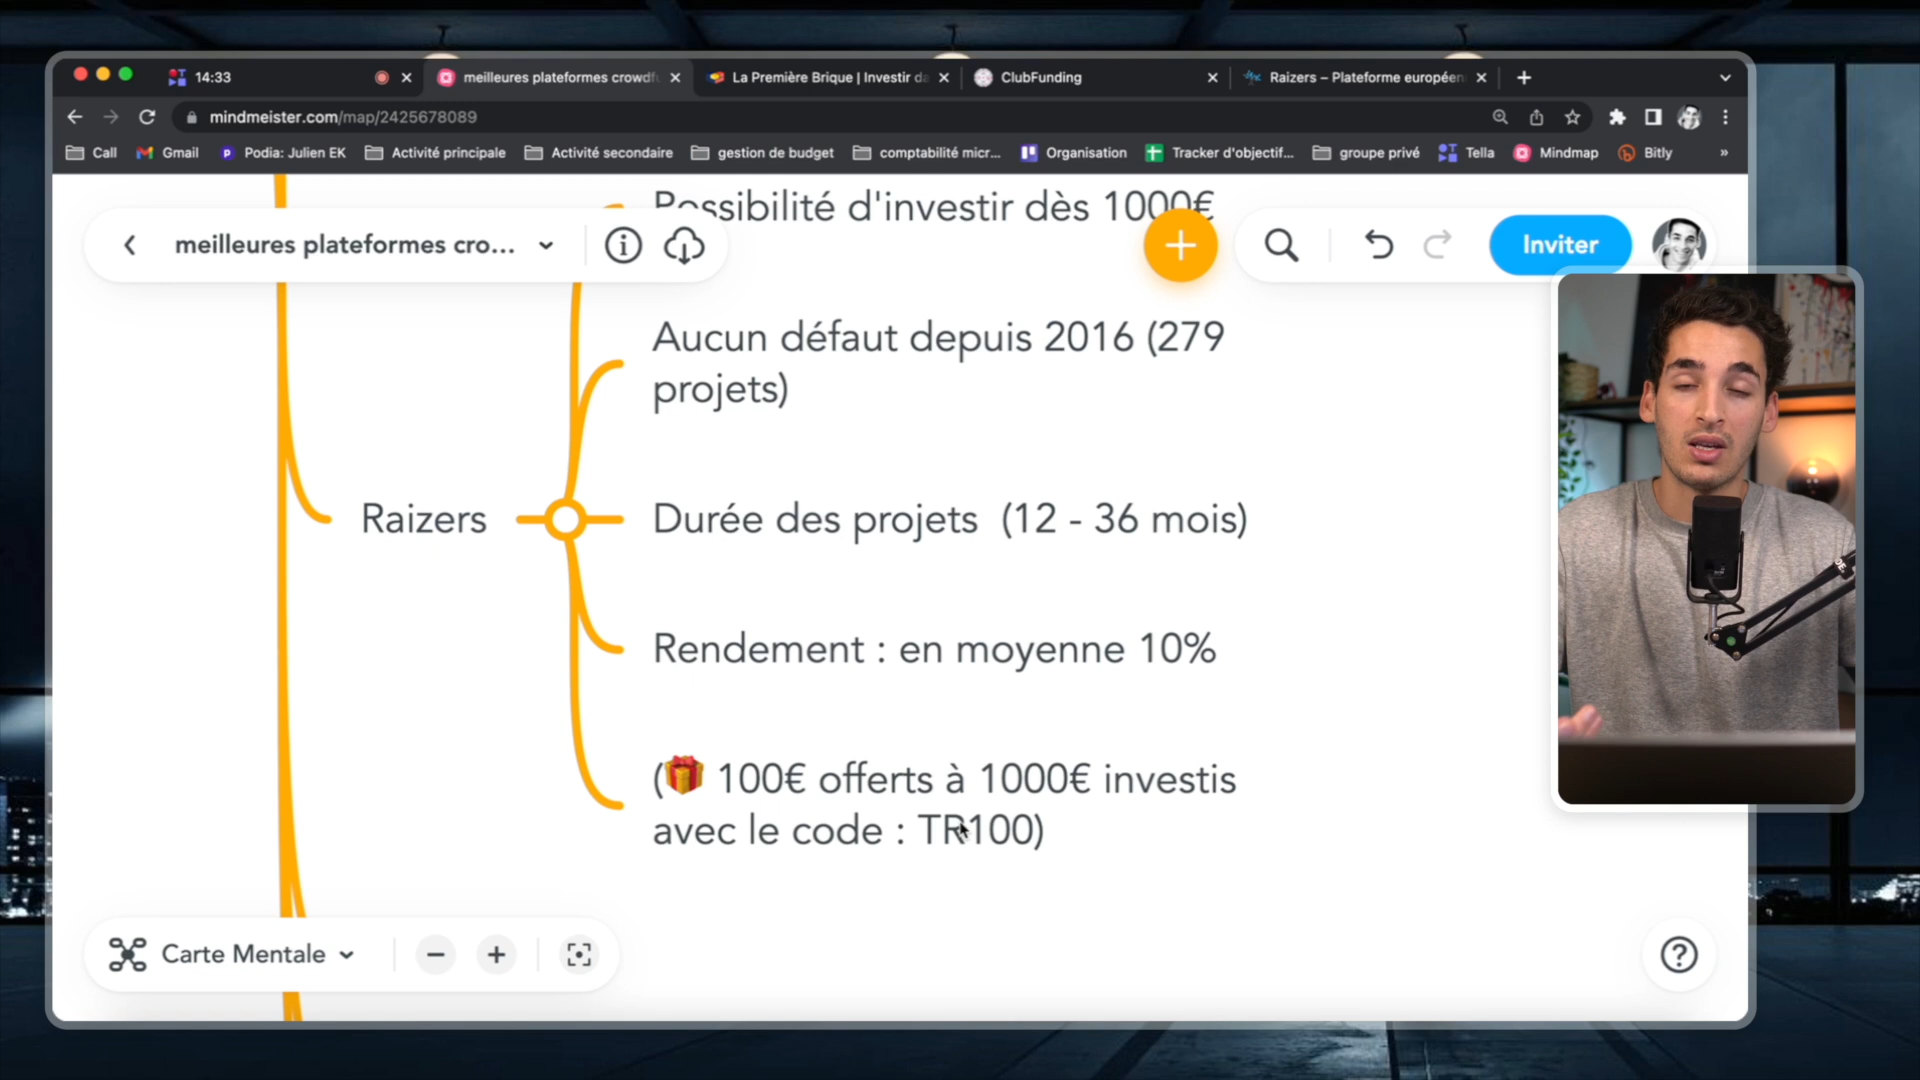 14:33
meilleures plateformes crowdf
La Première Brique | Investir da
ClubFunding
Raizers – Plateforme européen
mindmeister.com/map/2425678089
Call
Gmail
Podia: Julien EK
Activité principale
Activité secondaire
gestion de budget
comptabilité micr...
Organisation
Tracker d'objectif...
groupe privé
Tella
Mindmap
Bitly
»
Possibilité d'investir dès 1000€
meilleures plateformes cro...
Inviter
Aucun défaut depuis 2016 (279
projets)
Raizers
Durée des projets (12 - 36 mois)
Rendement : en moyenne 10%
(🎁 100€ offerts à 1000€ investis
avec le code : TR100)
Carte Mentale